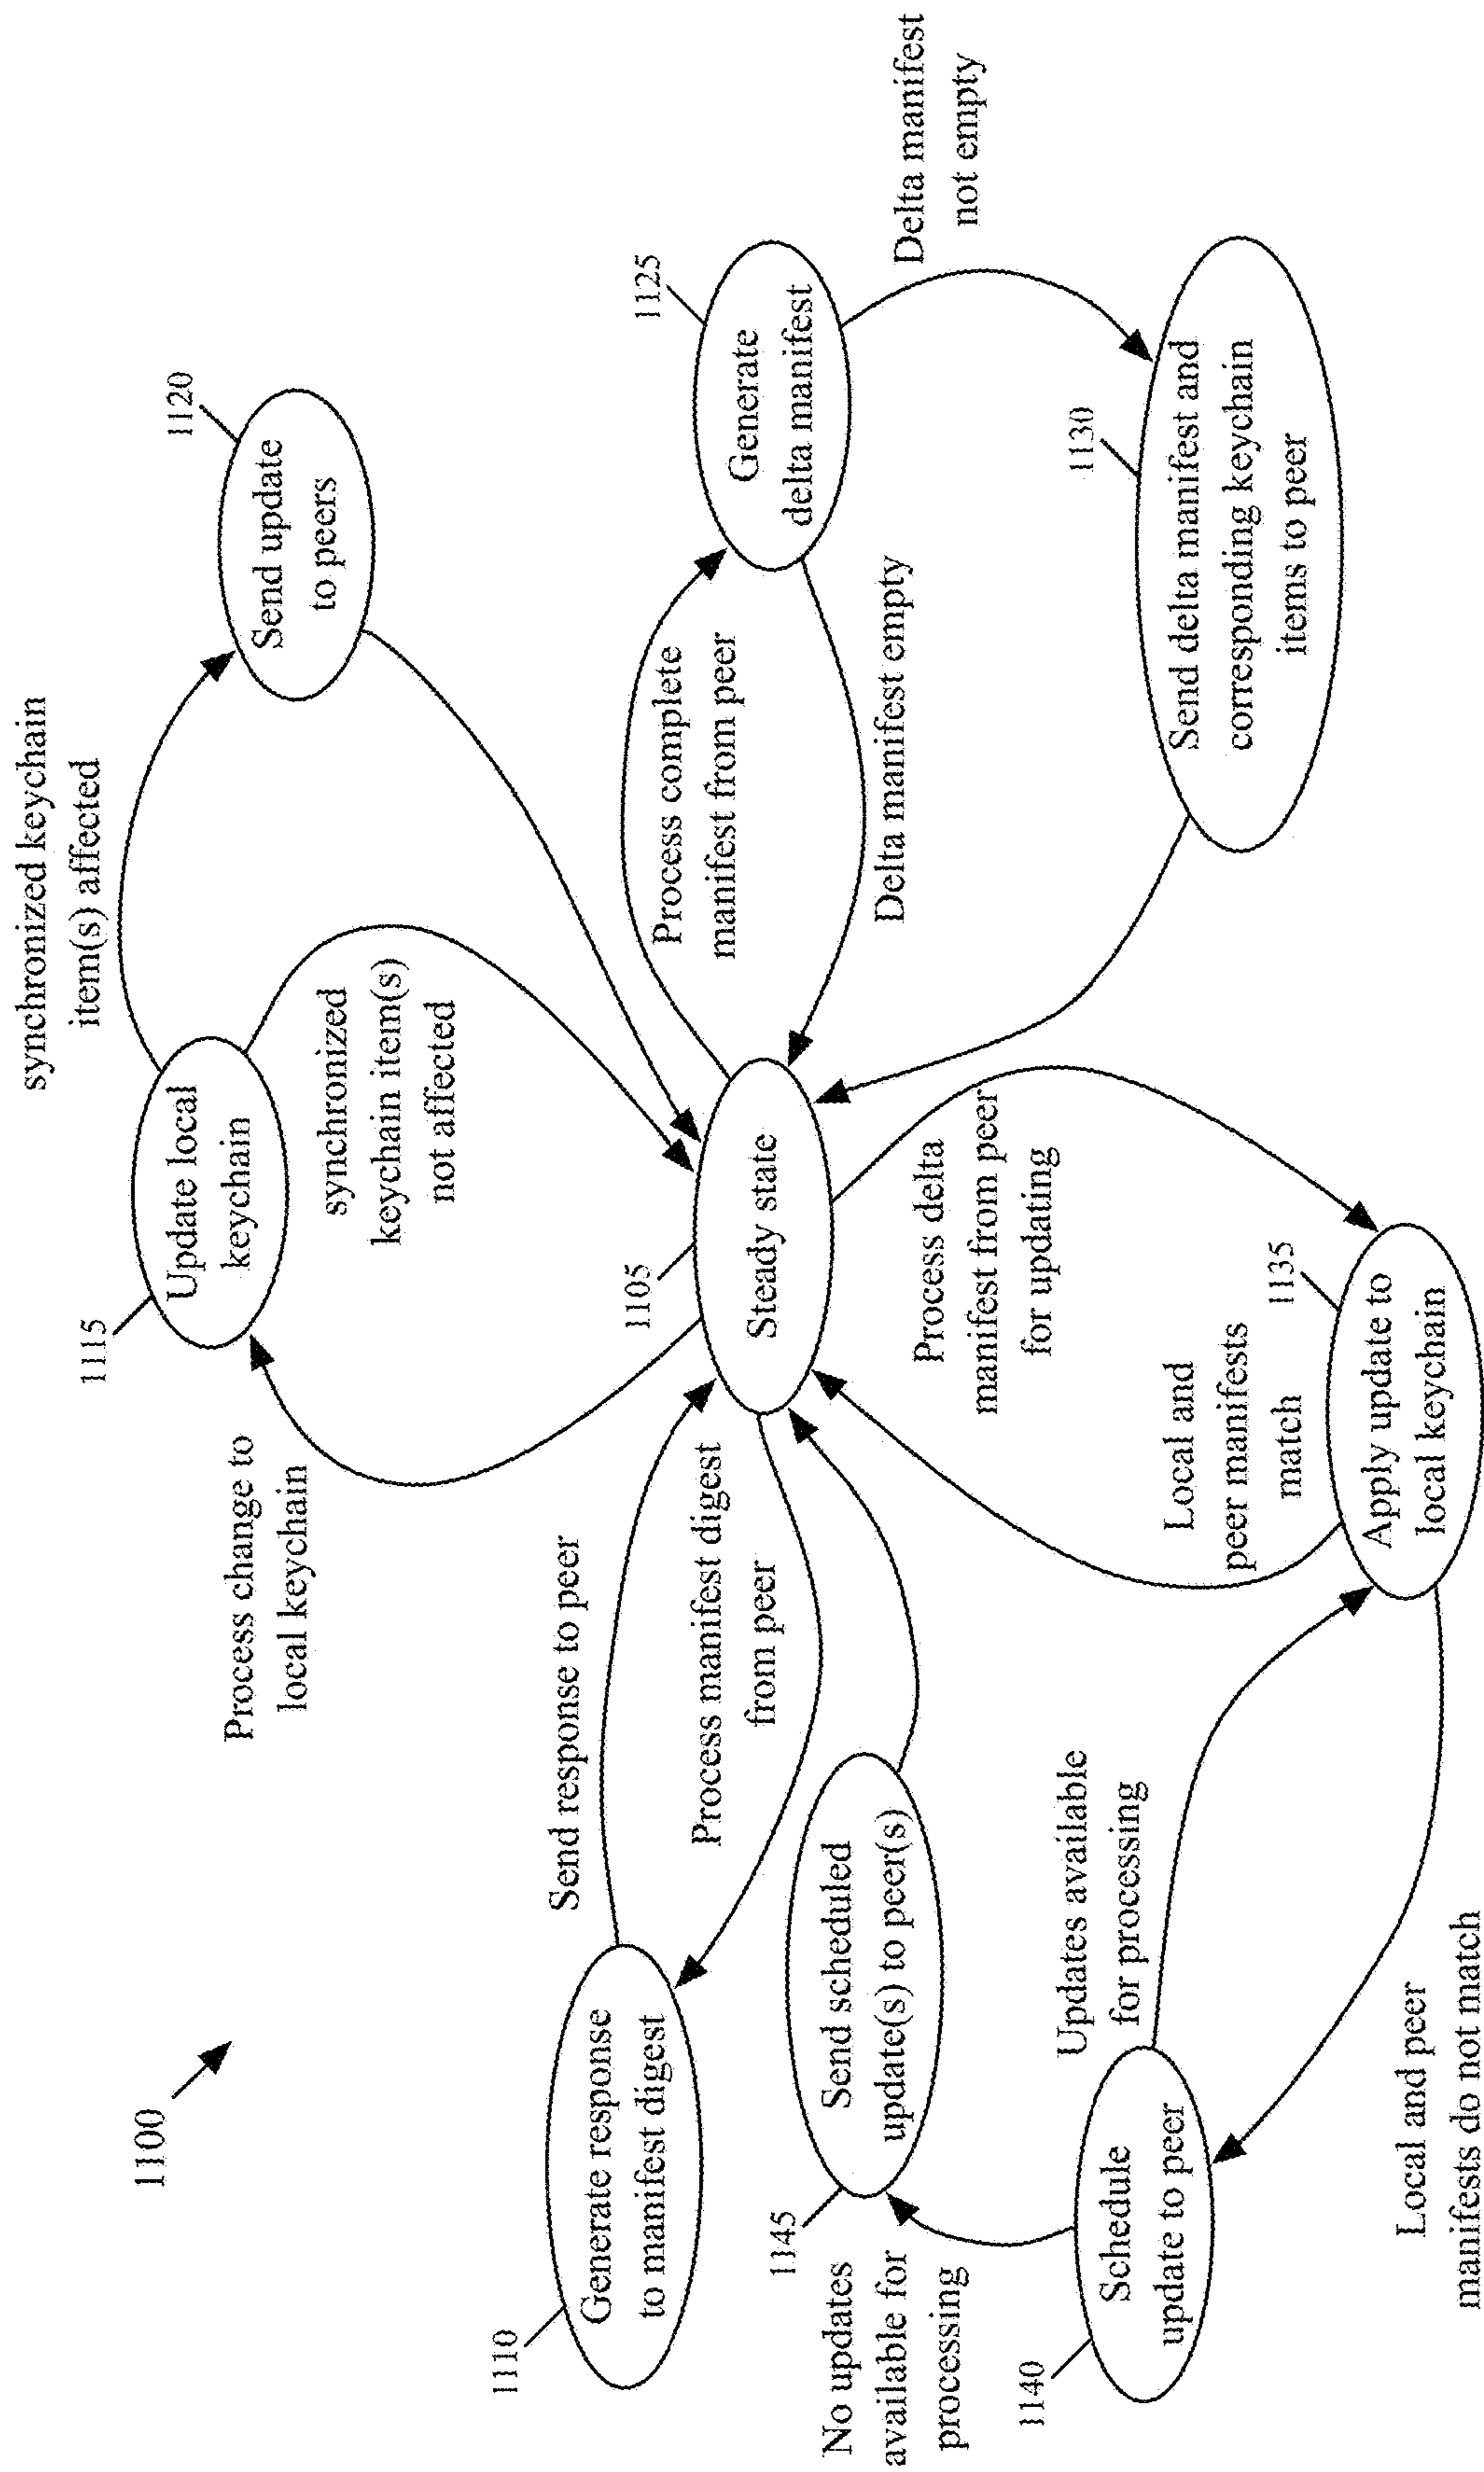 1100
1110
Generate response
to manifest digest
Send response to peer
Process manifest digest
from peer
Process change to
local keychain
1115
Update local
keychain
synchronized keychain
item(s) affected
synchronized
keychain item(s)
not affected
1120
Send update
to peers
1105
Steady state
Process complete
manifest from peer
1125
Generate
delta manifest
Delta manifest empty
Delta manifest
not empty
1130
Send delta manifest and
corresponding keychain
items to peer
Process delta
manifest from peer
for updating
Local and
peer manifests
match
1135
Apply update to
local keychain
Updates available
for processing
Local and peer
manifests do not match
1140
Schedule
update to peer
No updates
available for
processing
1145
Send scheduled
update(s) to peer(s)